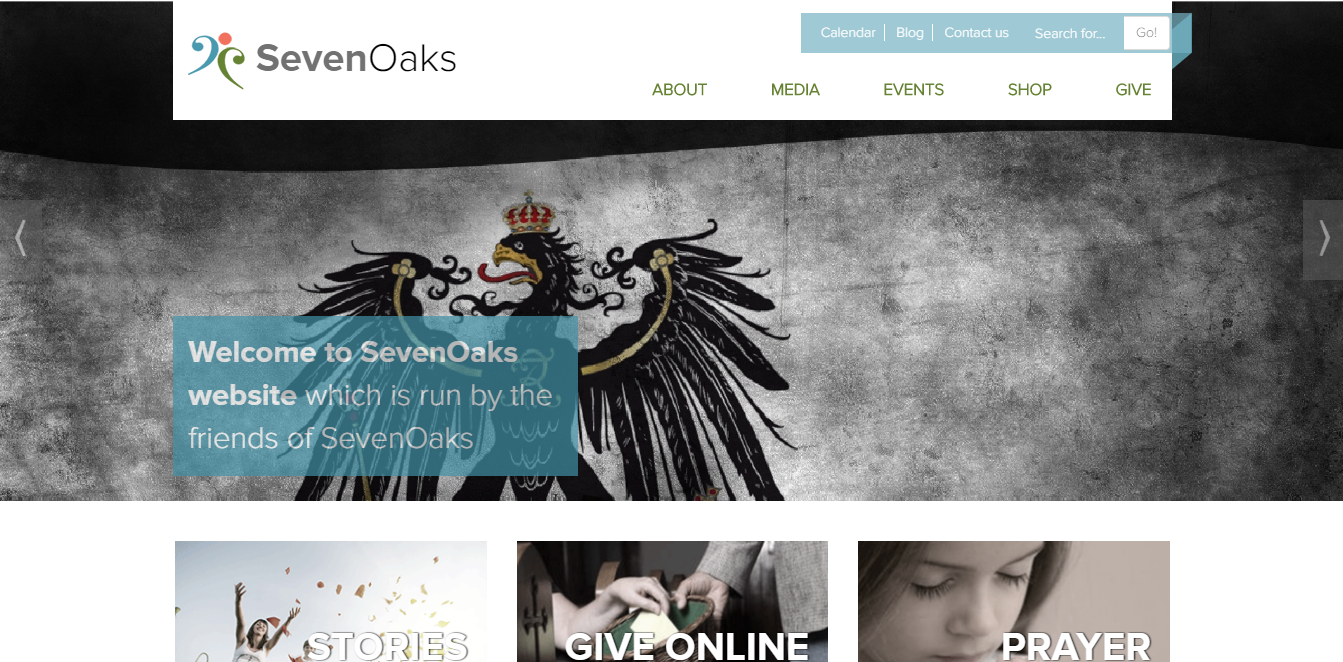 Calendar Blog Contact us Search for... Go!
SevenOaks
ABOUT MEDIA EVENTS SHOP GIVE
Welcome to SevenOaks
website which is run by the
friends of SevenOaks
STORIES GIVE ONLINE PRAYER